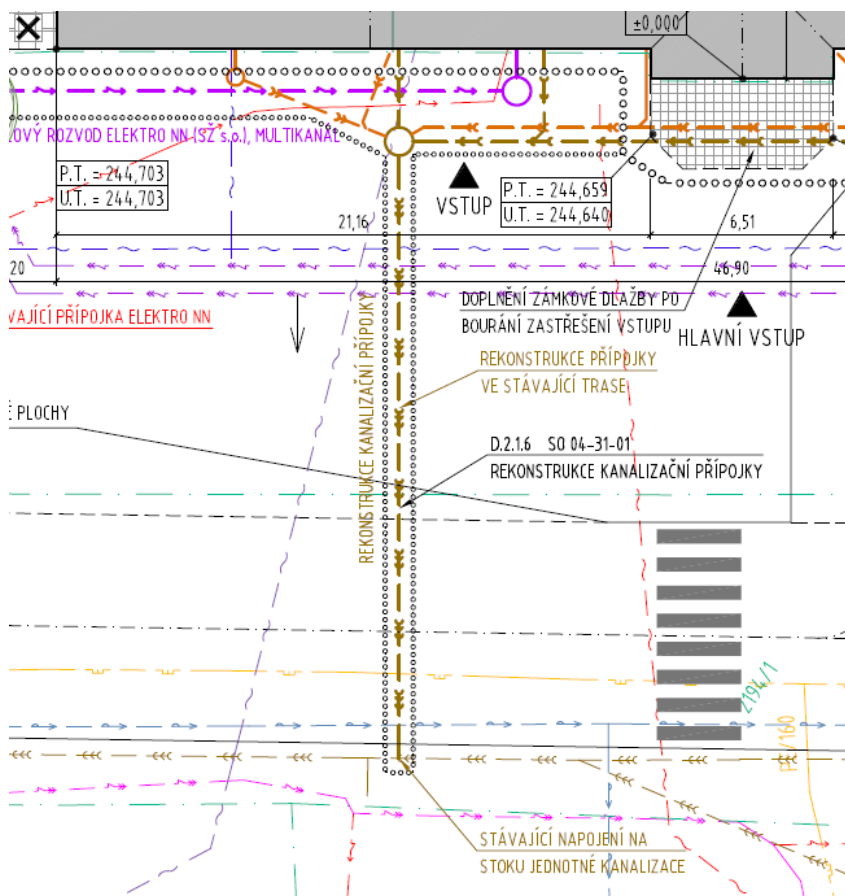 ±0,000
LOVÝ ROZVOD ELEKTRO NN (SŽ s.o.), MULTIKANÁL
P.T. = 244,703
U.T. = 244,703
VSTUP
P.T. = 244,659
U.T. = 244,640
21,16
6,51
20
46,90
VAJÍCÍ PŘÍPOJKA ELEKTRO NN
DOPLNĚNÍ ZÁMKOVÉ DLAŽBY PO
BOURÁNÍ ZASTŘEŠENÍ VSTUPU
HLAVNÍ VSTUP
REKONSTRUKCE KANALIZAČNÍ PŘÍPOJKY
REKONSTRUKCE PŘÍPOJKY
VE STÁVAJÍCÍ TRASE
É PLOCHY
D.2.1.6 SO 04-31-01
REKONSTRUKCE KANALIZAČNÍ PŘÍPOJKY
2194/1
STÁVAJÍCÍ NAPOJENÍ NA
STOKU JEDNOTNÉ KANALIZACE